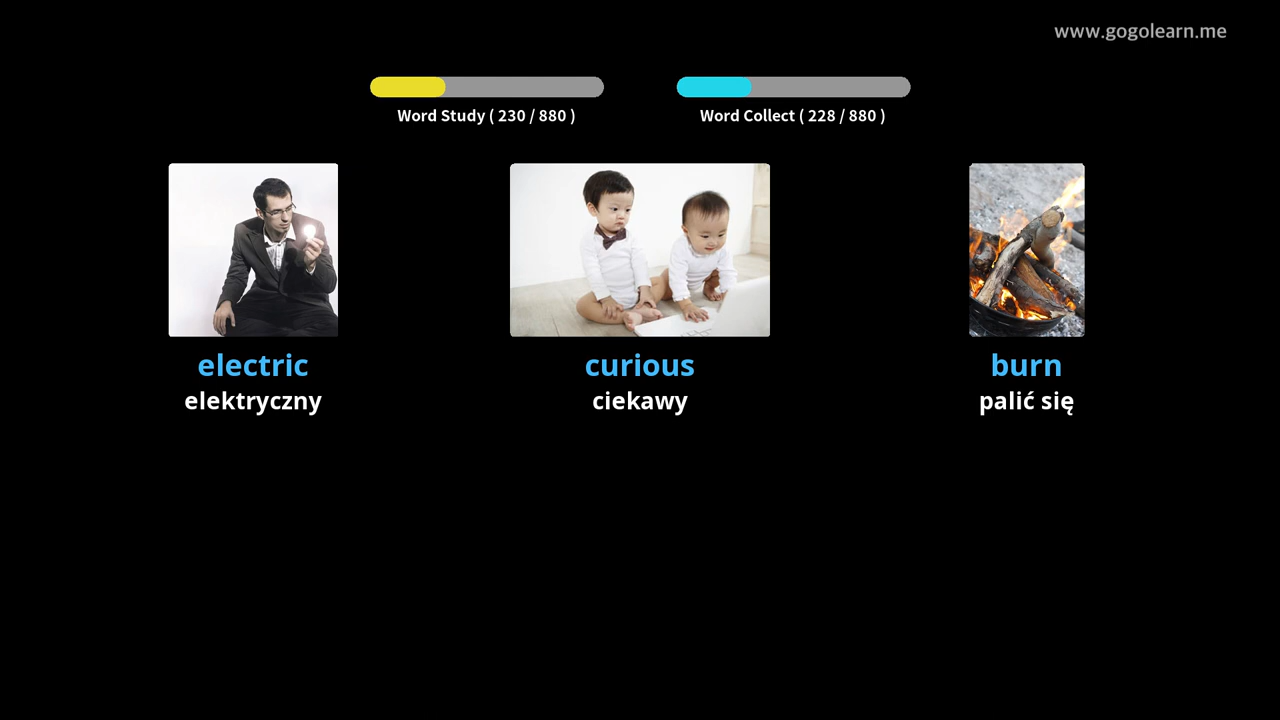 www.gogolearn.me
Word Study ( 230 / 880 )
Word Collect ( 228 / 880 )
electric
curious
burn
elektryczny
ciekawy
palić się